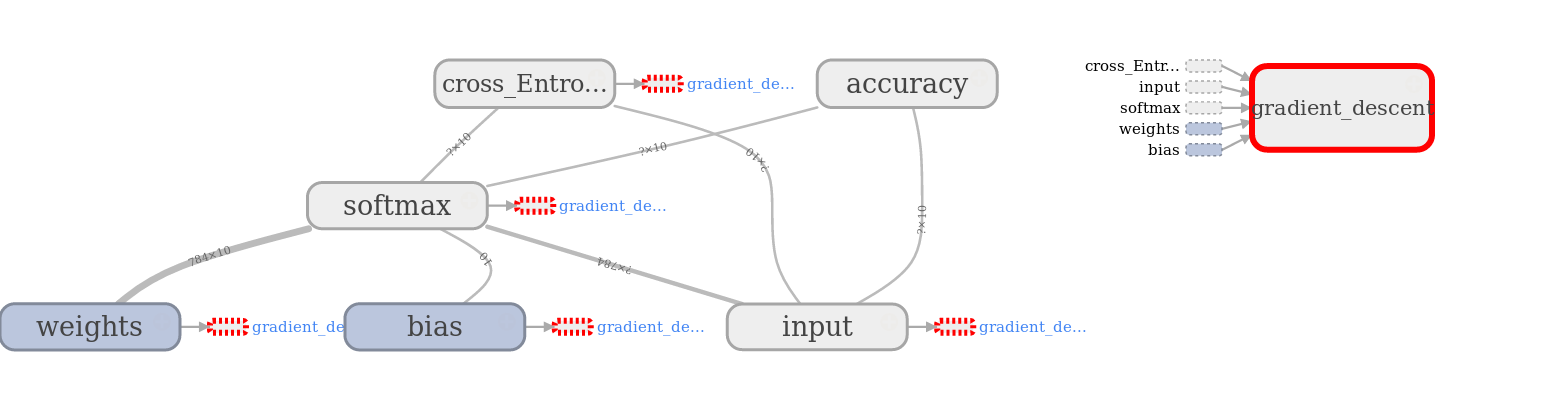 cross_Entro...
gradient_de...
accuracy
cross_Entr...
input
softmax
weights
bias
gradient_descent
?×10
?×10
?×10
?×10
softmax
gradient_de...
784×10
10
?×784
weights
gradient_de
bias
gradient_de...
input
gradient_de...